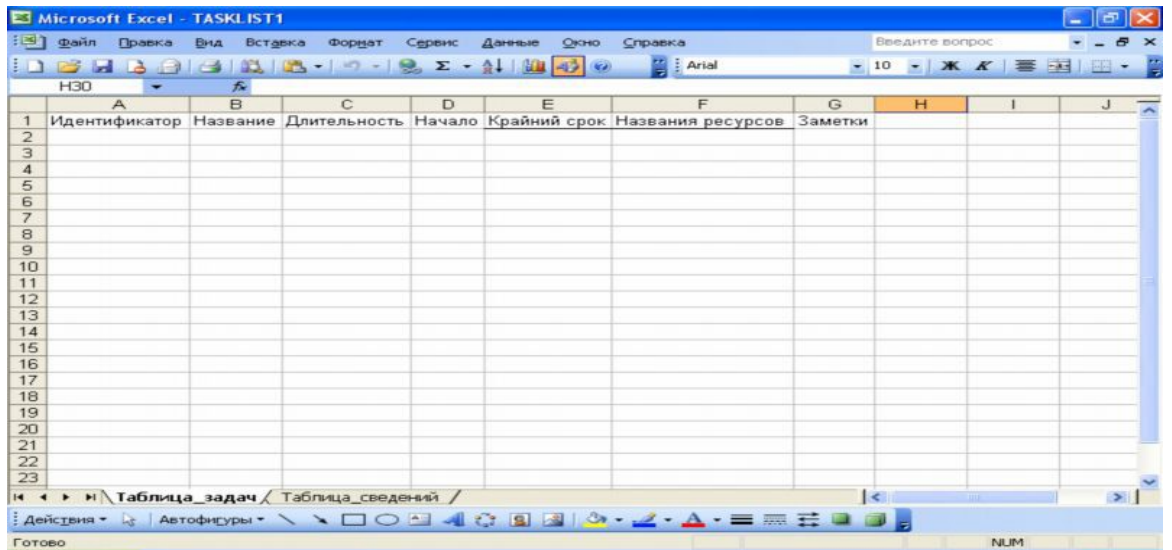 Microsoft Excel - TASKLIST1
Файл Правка Вид Вставка Формат Сервис Данные Окно Справка Введите вопрос
Σ Arial 10 Ж К
H30 fx
A B C D E F G H I J
1 Идентификатор Название Длительность Начало Крайний срок Названия ресурсов Заметки
2
3
4
5
6
7
8
9
10
11
12
13
14
15
16
17
18
19
20
21
22
23
Таблица_задач Таблица_сведений
Действия Автофигуры
Готово NUM